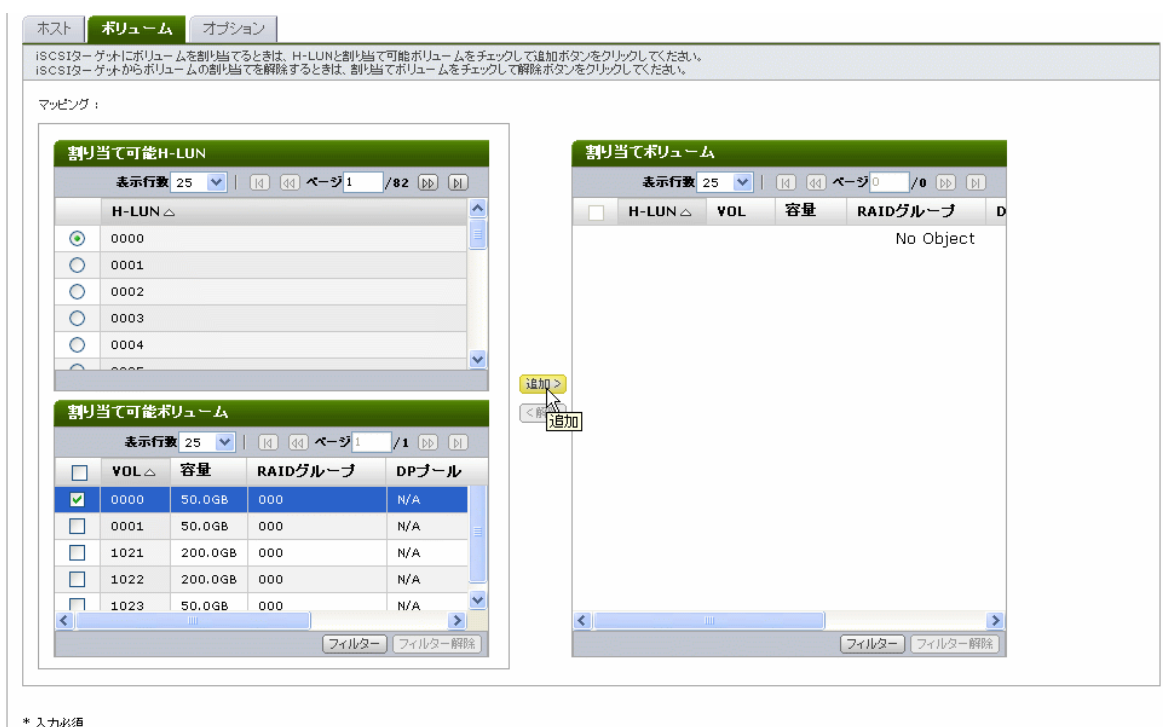 ホスト ボリューム オプション
iSCSIターゲットにボリュームを割り当てるときは、H-LUNと割り当て可能ボリュームをチェックして追加ボタンをクリックしてください。
iSCSIターゲットからボリュームの割り当てを解除するときは、割り当てボリュームをチェックして解除ボタンをクリックしてください。
マッピング：
割り当て可能H-LUN
表示行数 25 ページ 1 /82
H-LUN
0000
0001
0002
0003
0004
割り当て可能ボリューム
表示行数 25 ページ 1 /1
VOL 容量 RAIDグループ DPプール
0000 50.0GB 000 N/A
0001 50.0GB 000 N/A
1021 200.0GB 000 N/A
1022 200.0GB 000 N/A
1023 50.0GB 000 N/A
フィルター フィルター解除
追加 >
追加
割り当てボリューム
表示行数 25 ページ 0 /0
H-LUN VOL 容量 RAIDグループ D
No Object
フィルター フィルター解除
* 入力必須